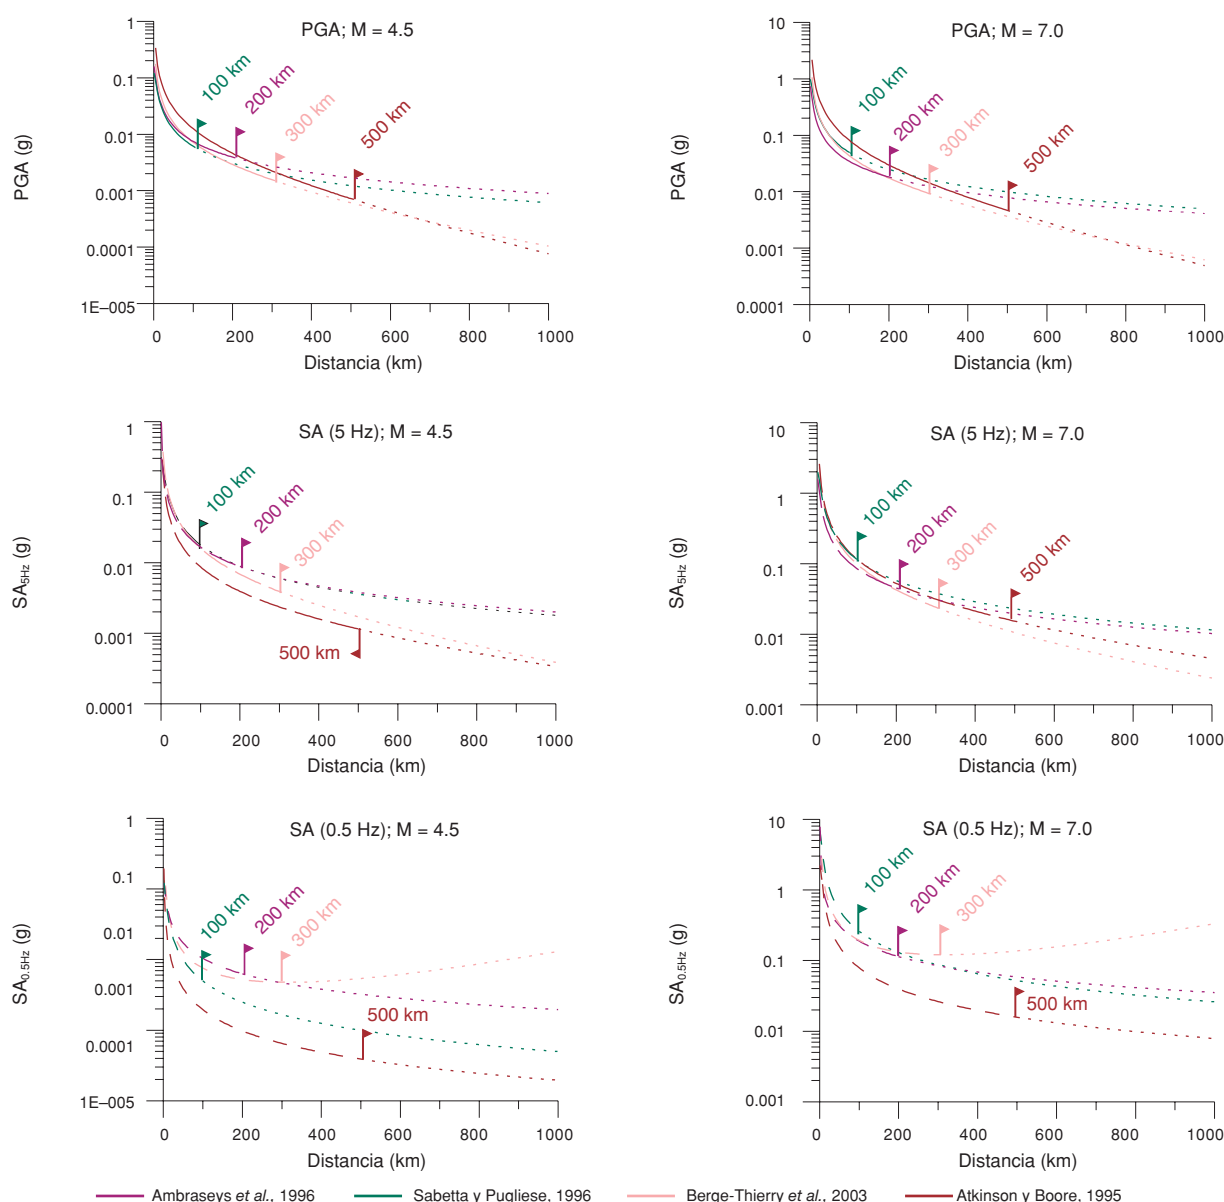 PGA; M = 4.5
PGA (g)
1
0.1
0.01
0.001
0.0001
1E–005
100 km
200 km
300 km
500 km
0 200 400 600 800 1000
Distancia (km)
PGA; M = 7.0
PGA (g)
10
1
0.1
0.01
0.001
0.0001
100 km
200 km
300 km
500 km
0 200 400 600 800 1000
Distancia (km)
SA (5 Hz); M = 4.5
SA5Hz (g)
1
0.1
0.01
0.001
0.0001
100 km
200 km
300 km
500 km
0 200 400 600 800 1000
Distancia (km)
SA (5 Hz); M = 7.0
SA5Hz (g)
10
1
0.1
0.01
0.001
100 km
200 km
300 km
500 km
0 200 400 600 800 1000
Distancia (km)
SA (0.5 Hz); M = 4.5
SA0.5Hz (g)
1
0.1
0.01
0.001
0.0001
1E–005
100 km
200 km
300 km
500 km
0 200 400 600 800 1000
Distancia (km)
SA (0.5 Hz); M = 7.0
SA0.5Hz (g)
10
1
0.1
0.01
0.001
100 km
200 km
300 km
500 km
0 200 400 600 800 1000
Distancia (km)
Ambraseys et al., 1996 Sabetta y Pugliese, 1996 Berge-Thierry et al., 2003 Atkinson y Boore, 1995